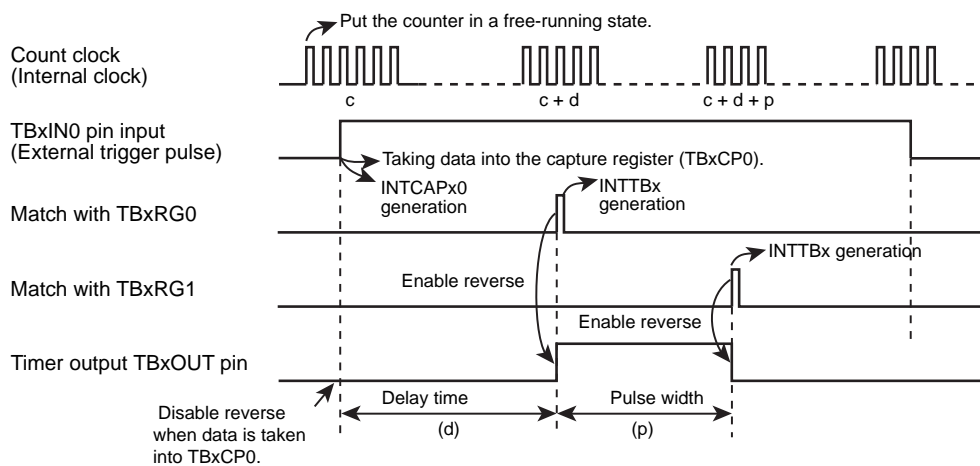 Put the counter in a free-running state.
Count clock
(Internal clock)
c
c + d
c + d + p
TBxIN0 pin input
(External trigger pulse)
Taking data into the capture register (TBxCP0).
INTCAPx0
generation
INTTBx
generation
Match with TBxRG0
INTTBx generation
Enable reverse
Match with TBxRG1
Enable reverse
Timer output TBxOUT pin
Disable reverse
when data is taken
into TBxCP0.
Delay time
(d)
Pulse width
(p)